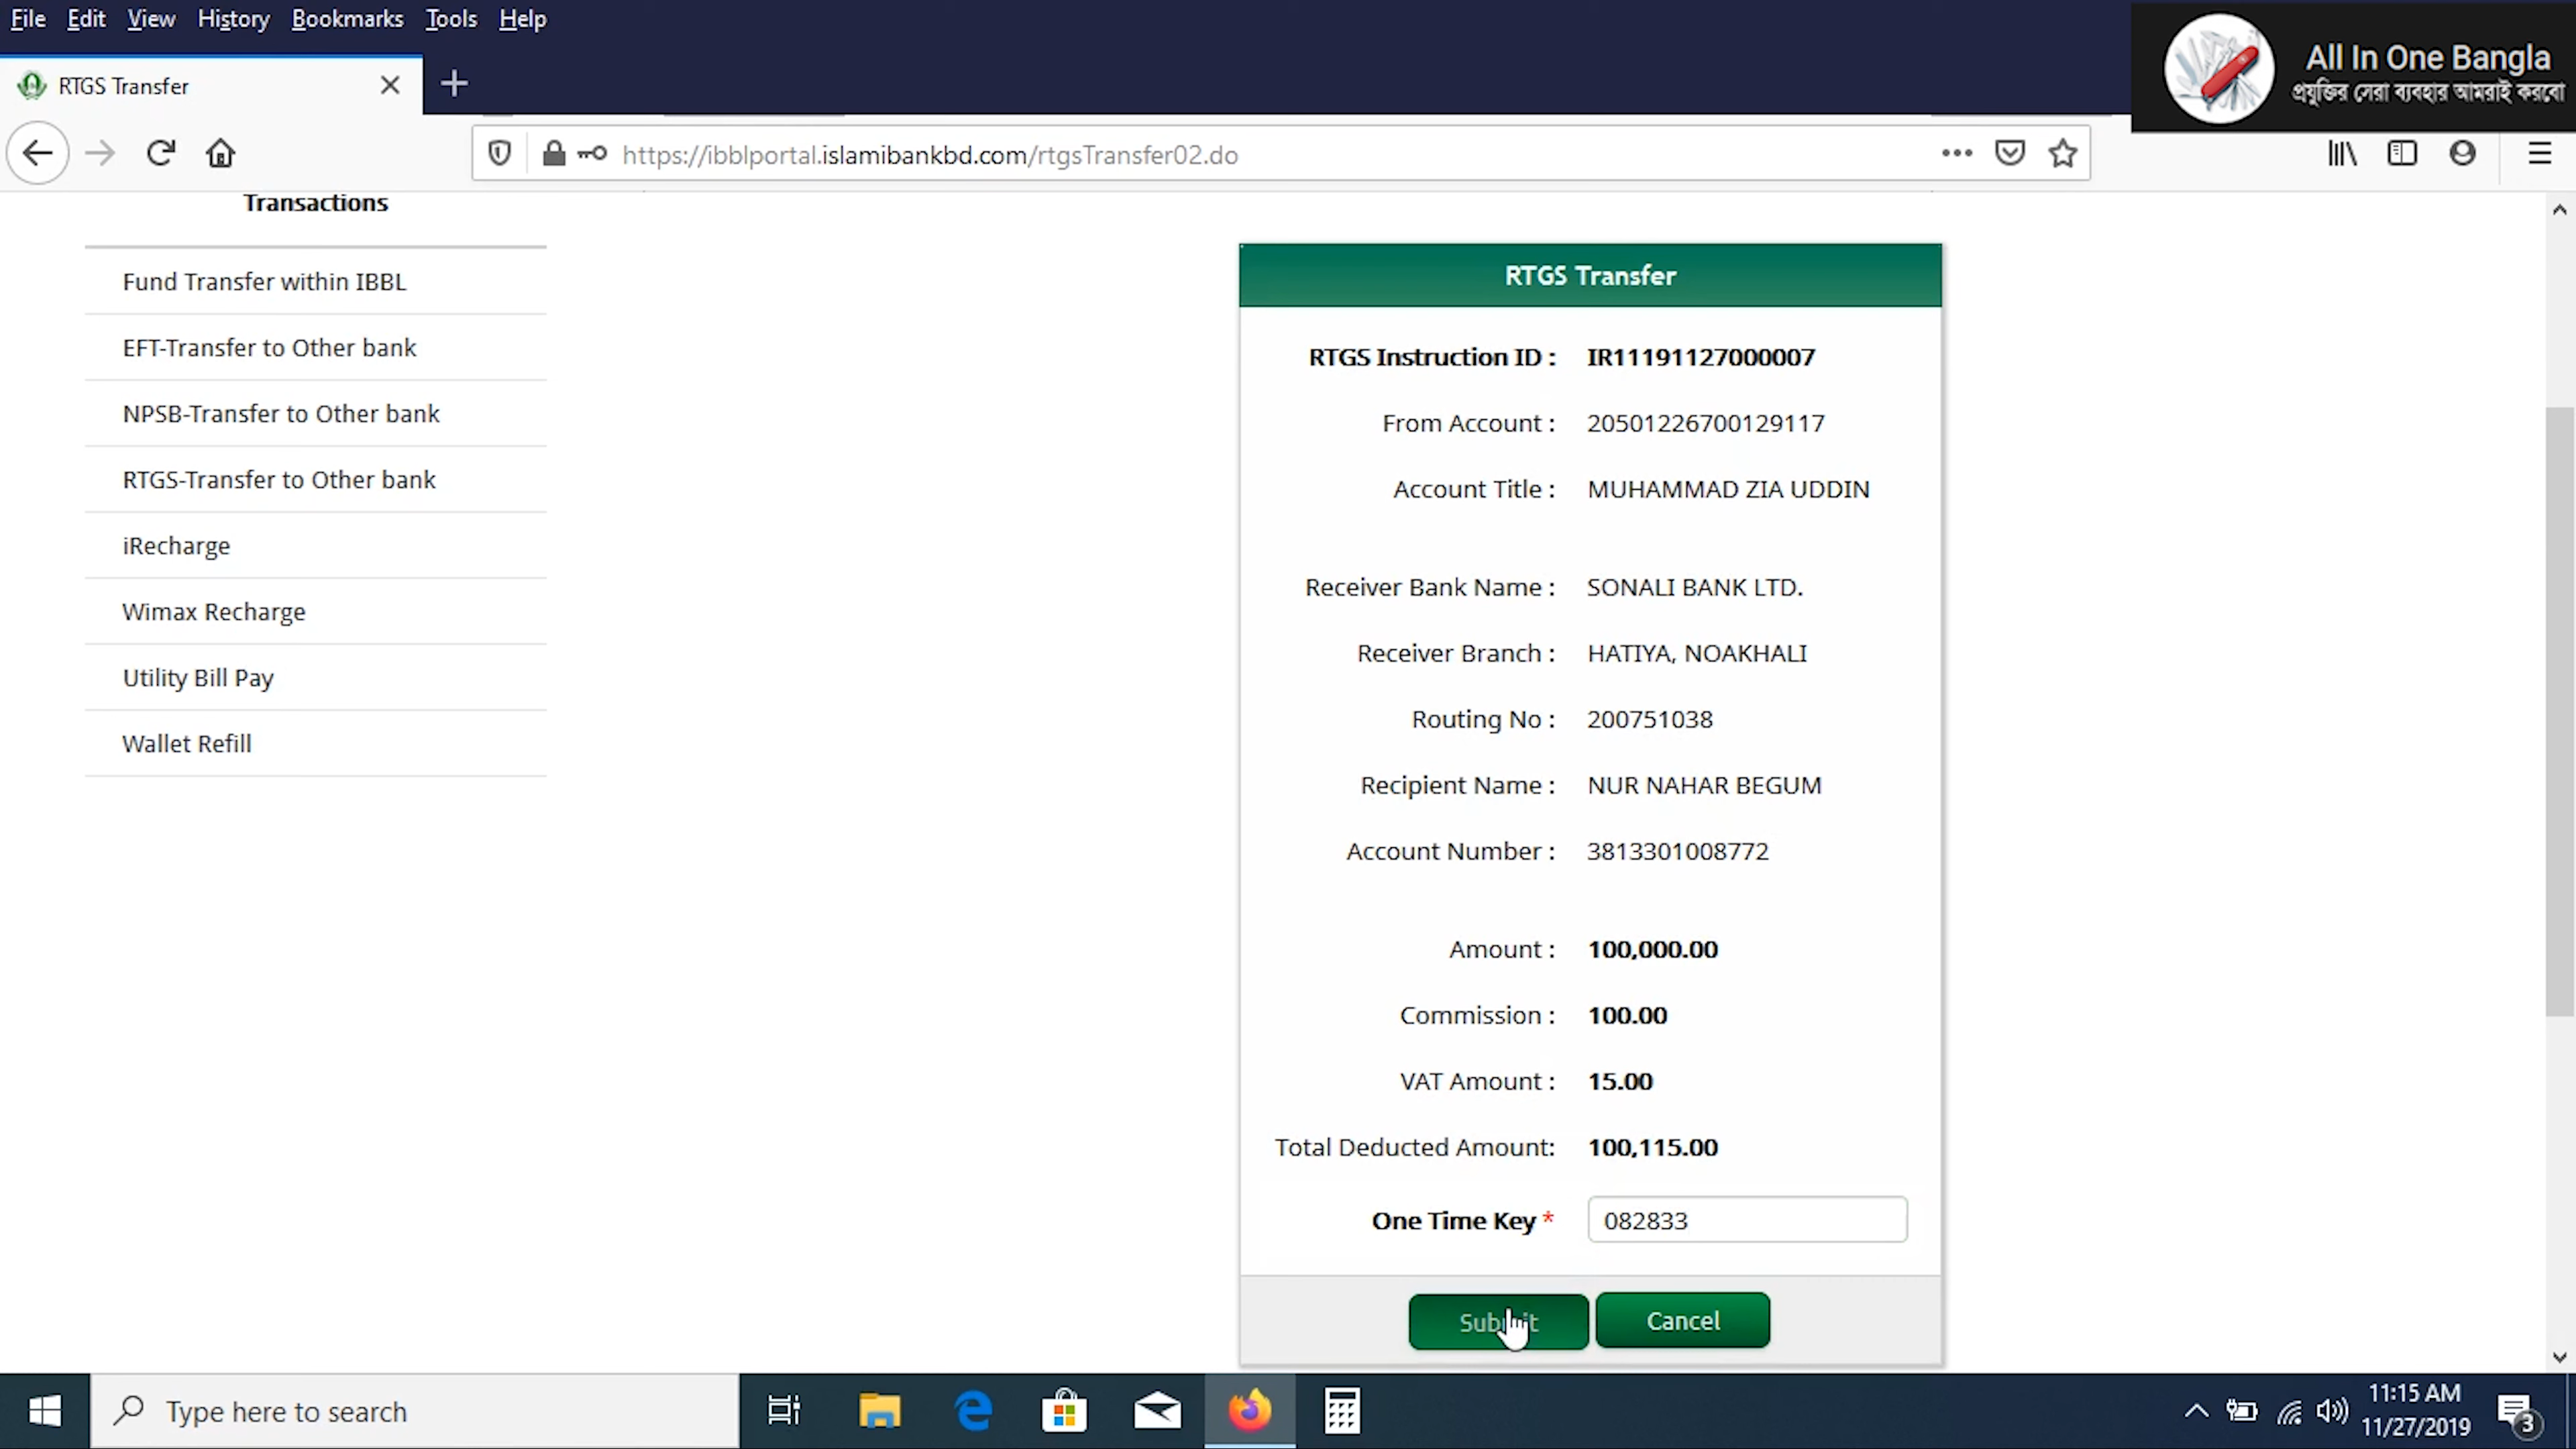 File Edit View History Bookmarks Tools Help
All In One Bangla
প্রযুক্তির সেরা ব্যবহার আমরাই করবো
RTGS Transfer
https://ibblportal.islamibankbd.com/rtgsTransfer02.do
Transactions
Fund Transfer within IBBL
EFT-Transfer to Other bank
NPSB-Transfer to Other bank
RTGS-Transfer to Other bank
iRecharge
Wimax Recharge
Utility Bill Pay
Wallet Refill
RTGS Transfer
RTGS Instruction ID : IR11191127000007
From Account : 20501226700129117
Account Title : MUHAMMAD ZIA UDDIN
Receiver Bank Name : SONALI BANK LTD.
Receiver Branch : HATIYA, NOAKHALI
Routing No : 200751038
Recipient Name : NUR NAHAR BEGUM
Account Number : 3813301008772
Amount : 100,000.00
Commission : 100.00
VAT Amount : 15.00
Total Deducted Amount: 100,115.00
One Time Key * 082833
Submit Cancel
Type here to search
11:15 AM
11/27/2019
3